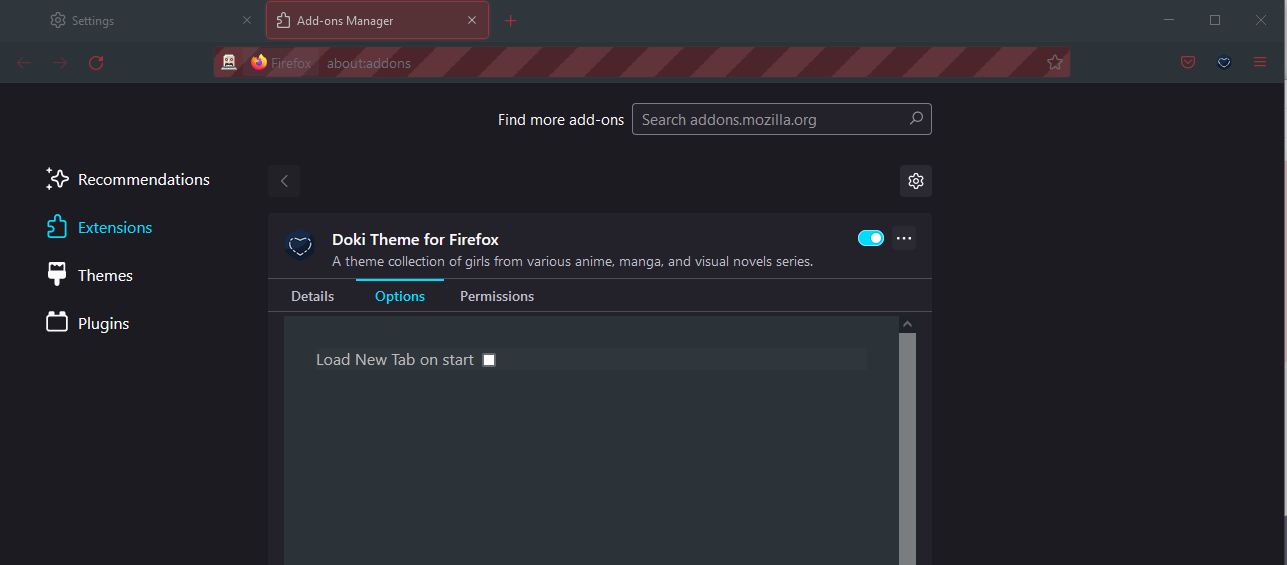 Settings
Add-ons Manager
Firefox
about:addons
Find more add-ons
Search addons.mozilla.org
Recommendations
Extensions
Themes
Plugins
Doki Theme for Firefox
A theme collection of girls from various anime, manga, and visual novels series.
Details
Options
Permissions
Load New Tab on start